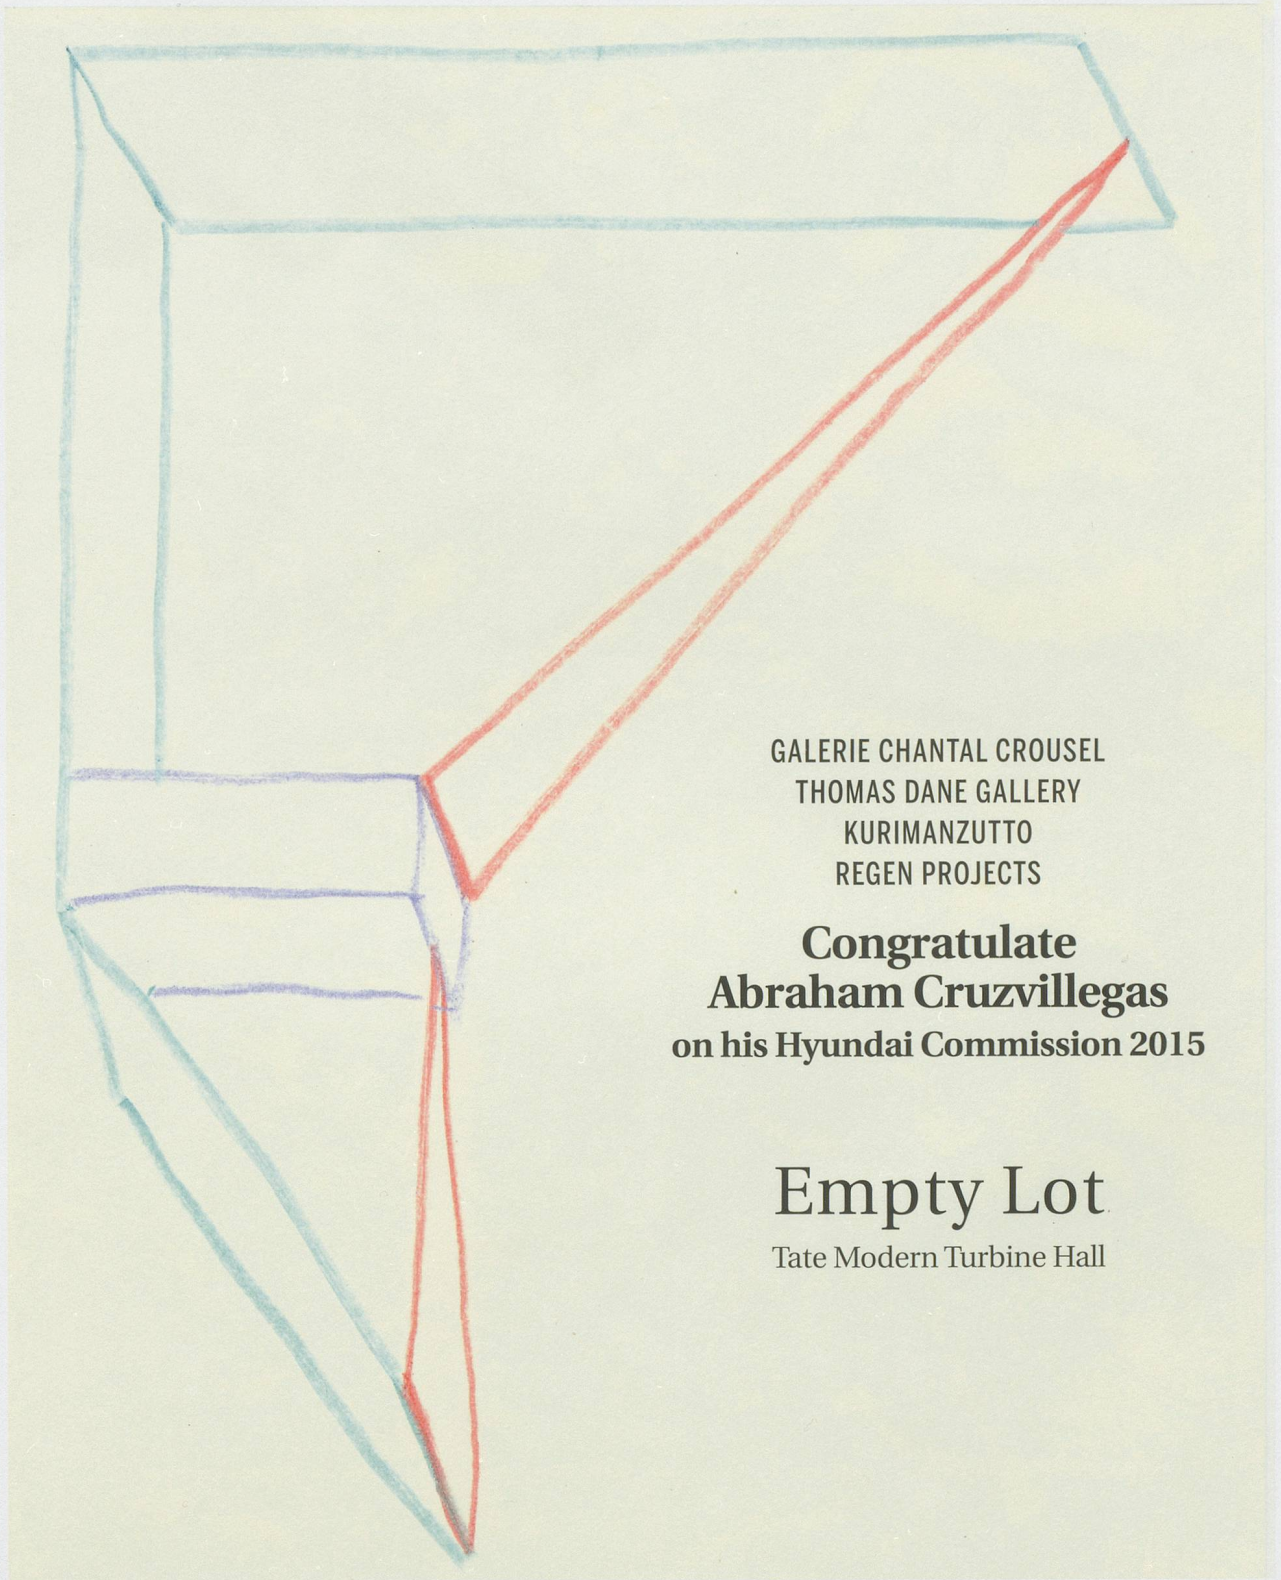 GALERIE CHANTAL CROUSEL
THOMAS DANE GALLERY
KURIMANZUTTO
REGEN PROJECTS
Congratulate
Abraham Cruzvillegas
on his Hyundai Commission 2015
Empty Lot
Tate Modern Turbine Hall